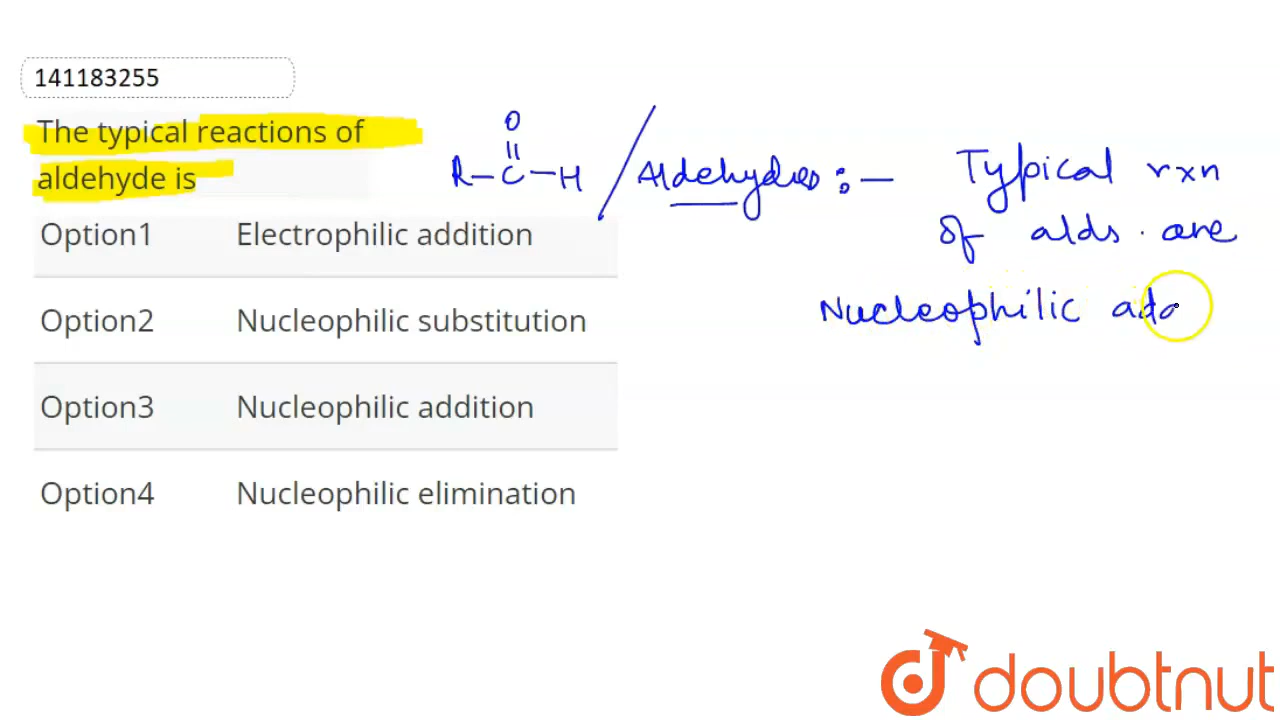 141183255
The typical reactions of
aldehyde is
Option1 Electrophilic addition
Option2 Nucleophilic substitution
Option3 Nucleophilic addition
Option4 Nucleophilic elimination
O
||
R-C-H / Aldehydes :- Typical rxn
of alds. are
Nucleophilic add
doubtnut